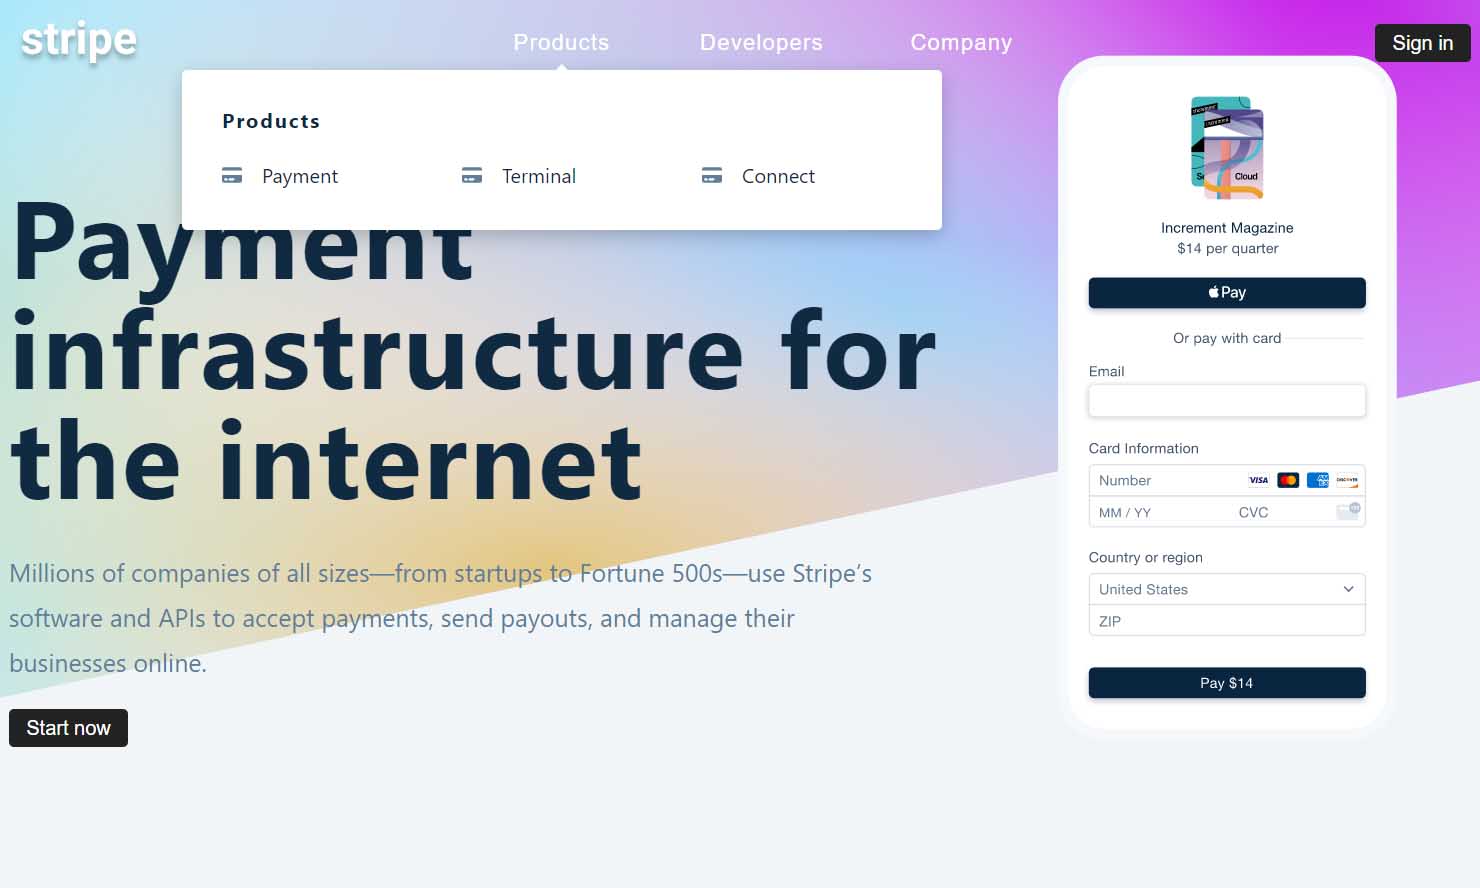 stripe
Products
Developers
Company
Sign in
Products
Payment
Terminal
Connect
Payment
infrastructure for
the internet
Millions of companies of all sizes—from startups to Fortune 500s—use Stripe’s
software and APIs to accept payments, send payouts, and manage their
businesses online.
Start now
Cloud
Increment Magazine
$14 per quarter
Pay
Or pay with card
Email
Card Information
Number
VISA
DISCOVER
MM / YY
CVC
Country or region
United States
ZIP
Pay $14